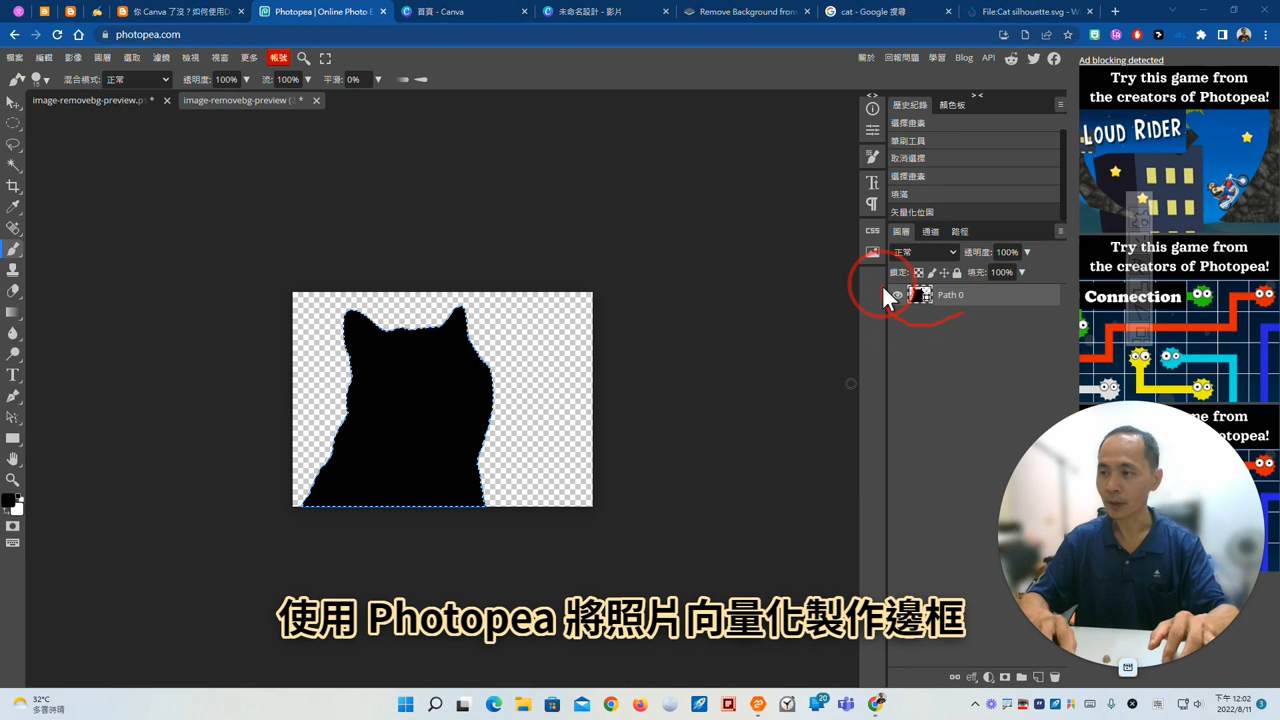 你 Canva 了沒？如何使用D
Photopea | Online Photo E
首頁 - Canva
未命名設計 - 影片
Remove Background from
cat - Google 搜尋
File:Cat silhouette.svg - W
photopea.com
檔案 編輯 影像 圖層 選取 濾鏡 檢視 視窗 更多 帳號
關於 回報問題 學習 Blog API
15 混合模式: 正常 透明度: 100% 流: 100% 平滑: 0%
image-removebg-preview.p *
image-removebg-preview (2 *
歷史紀錄 顏色板
筆刷工具
取消選擇
填滿
矢量化位圖
圖層 通道 路徑
正常 透明度: 100%
鎖定: 填充: 100%
Path 0
CSS
Ad blocking detected
Try this game from
the creators of Photopea!
LOUD RIDER
Try this game from
the creators of Photopea!
Connection
game from
使用 Photopea 將照片向量化製作邊框
32°C
多雲時晴
20
下午 12:02
2022/8/11
3